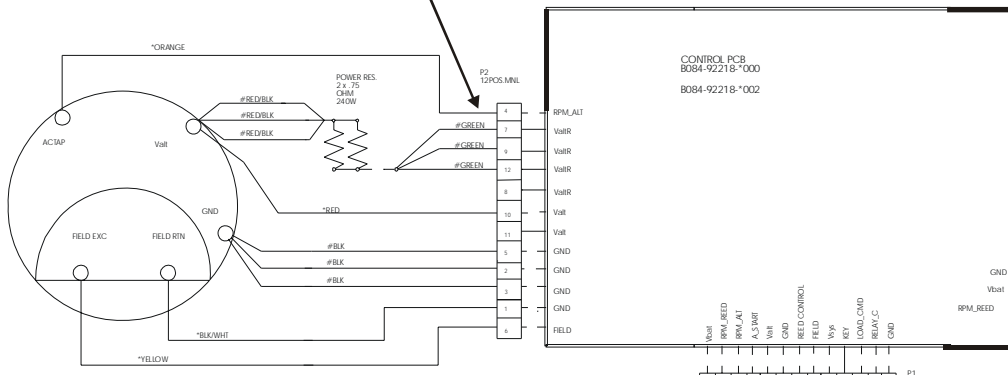 *ORANGE
CONTROL PCB
B084-92218-*000
B084-92218-*002
POWER RES.
2 x .75
OHM
240W
P2
12POS.MNL
#RED/BLK
#RED/BLK
#RED/BLK
ACTAP
Valt
#GREEN
#GREEN
#GREEN
4 RPM_ALT
7 ValtR
9 ValtR
12 ValtR
8 ValtR
10 Valt
11 Valt
5 GND
2 GND
3 GND
1 GND
6 FIELD
*RED
GND
FIELD EXC
FIELD RTN
#BLK
#BLK
#BLK
*BLK/WHT
*YELLOW
GND
Vbat
RPM_REED
Vbat
RPM_REED
RPM_ALT
A_START
Valt
GND
REED CONTROL
FIELD
Vsys
KEY
LOAD_CMD
RELAY_C
GND
P1